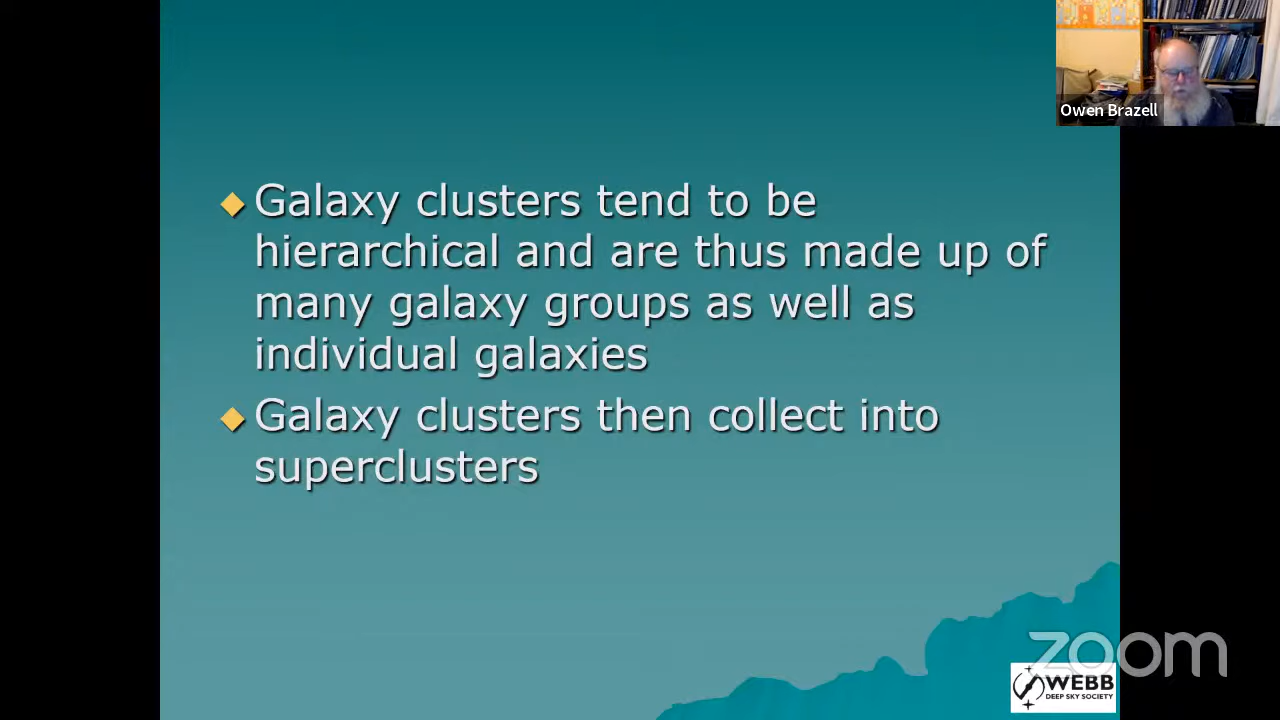 Owen Brazell
Galaxy clusters tend to be
hierarchical and are thus made up of
many galaxy groups as well as
individual galaxies
Galaxy clusters then collect into
superclusters
zoom
WEBB
DEEP SKY SOCIETY